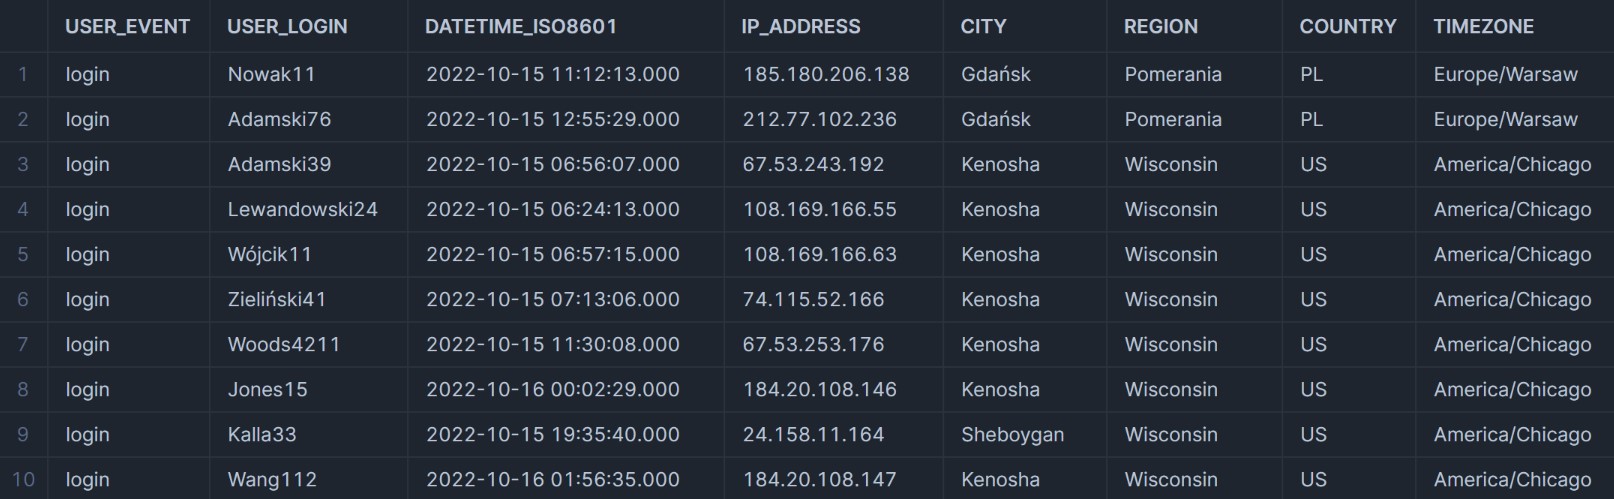 USER_EVENT USER_LOGIN DATETIME_ISO8601 IP_ADDRESS CITY REGION COUNTRY TIMEZONE
1 login Nowak11 2022-10-15 11:12:13.000 185.180.206.138 Gdańsk Pomerania PL Europe/Warsaw
2 login Adamski76 2022-10-15 12:55:29.000 212.77.102.236 Gdańsk Pomerania PL Europe/Warsaw
3 login Adamski39 2022-10-15 06:56:07.000 67.53.243.192 Kenosha Wisconsin US America/Chicago
4 login Lewandowski24 2022-10-15 06:24:13.000 108.169.166.55 Kenosha Wisconsin US America/Chicago
5 login Wójcik11 2022-10-15 06:57:15.000 108.169.166.63 Kenosha Wisconsin US America/Chicago
6 login Zieliński41 2022-10-15 07:13:06.000 74.115.52.166 Kenosha Wisconsin US America/Chicago
7 login Woods4211 2022-10-15 11:30:08.000 67.53.253.176 Kenosha Wisconsin US America/Chicago
8 login Jones15 2022-10-16 00:02:29.000 184.20.108.146 Kenosha Wisconsin US America/Chicago
9 login Kalla33 2022-10-15 19:35:40.000 24.158.11.164 Sheboygan Wisconsin US America/Chicago
10 login Wang112 2022-10-16 01:56:35.000 184.20.108.147 Kenosha Wisconsin US America/Chicago